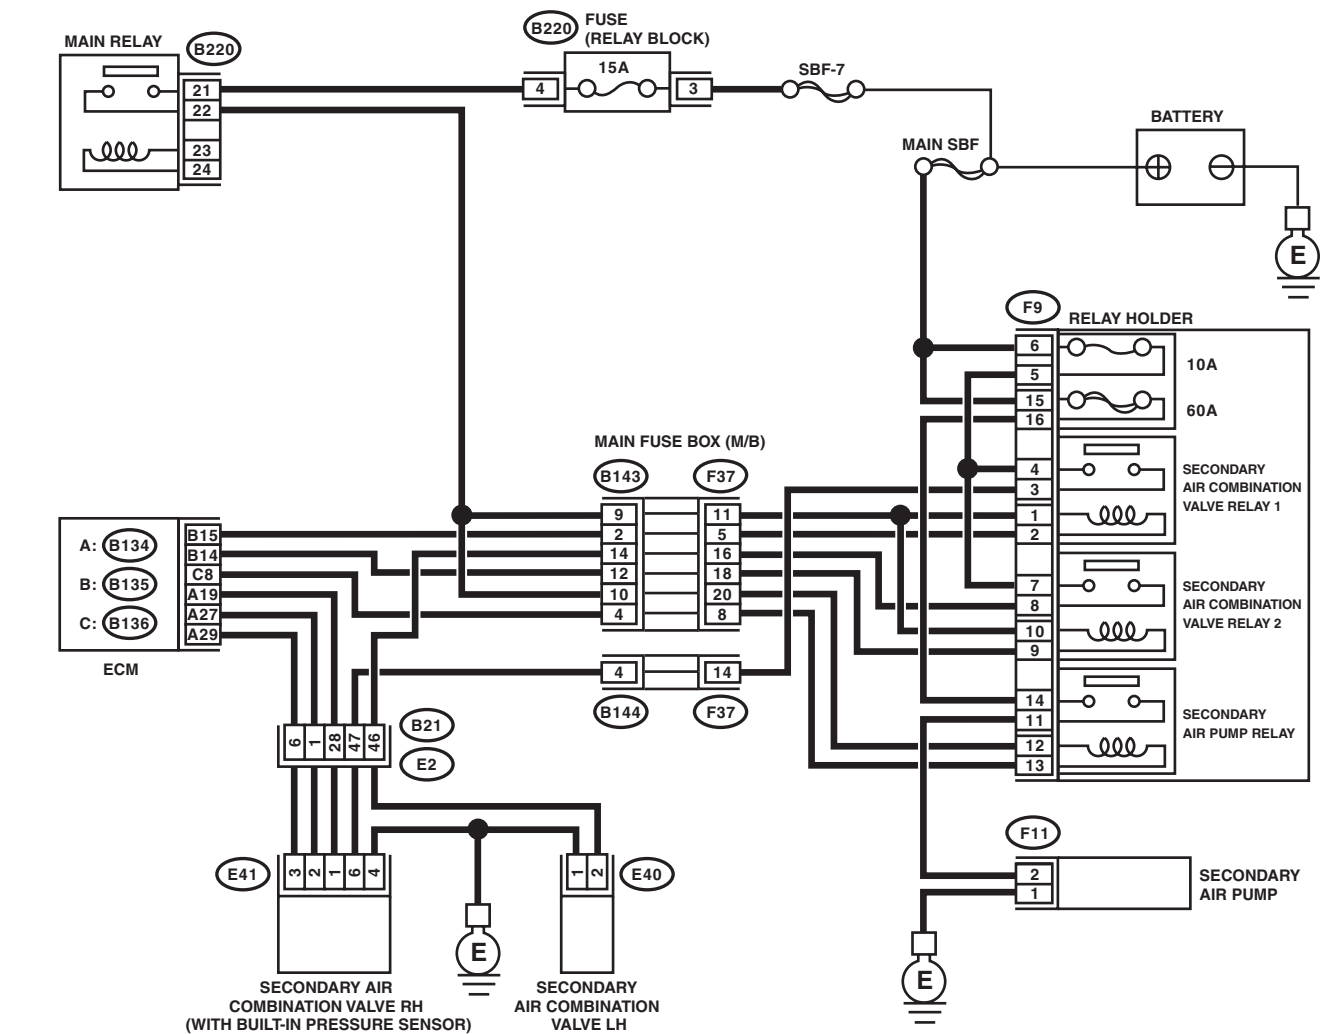 FUSE
(RELAY BLOCK)
B220
MAIN RELAY
B220
15A
SBF-7
21
22
23
24
4
3
BATTERY
MAIN SBF
E
F9
RELAY HOLDER
6
5
15
16
4
3
1
2
7
8
10
9
14
11
12
13
10A
60A
SECONDARY
AIR COMBINATION
VALVE RELAY 1
SECONDARY
AIR COMBINATION
VALVE RELAY 2
SECONDARY
AIR PUMP RELAY
MAIN FUSE BOX (M/B)
B143
F37
9
11
2
5
14
16
12
18
10
20
4
8
4
14
B144
F37
A: B134
B: B135
C: B136
ECM
B15
B14
C8
A19
A27
A29
6
1
28
47
46
B21
E2
E41
3
2
1
6
4
1
2
E40
E
SECONDARY AIR
COMBINATION VALVE RH
(WITH BUILT-IN PRESSURE SENSOR)
SECONDARY
AIR COMBINATION
VALVE LH
F11
2
1
SECONDARY
AIR PUMP
E